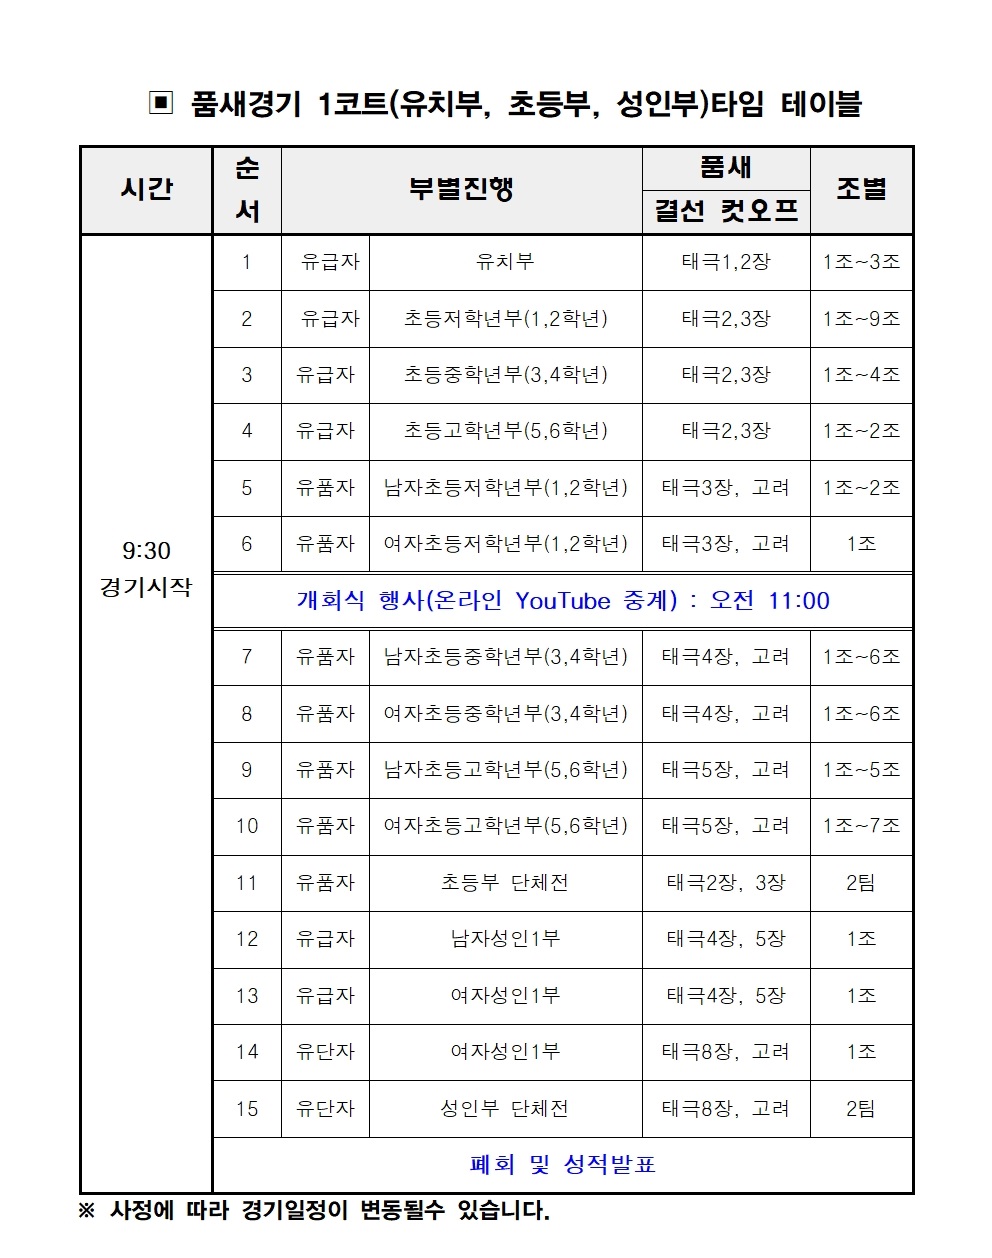 ▣ 품새경기 1코트(유치부, 초등부, 성인부)타임 테이블
시간 순서 부별진행 품새 조별
결선 컷오프
9:30
경기시작
1 유급자 유치부 태극1,2장 1조~3조
2 유급자 초등저학년부(1,2학년) 태극2,3장 1조~9조
3 유급자 초등중학년부(3,4학년) 태극2,3장 1조~4조
4 유급자 초등고학년부(5,6학년) 태극2,3장 1조~2조
5 유품자 남자초등저학년부(1,2학년) 태극3장, 고려 1조~2조
6 유품자 여자초등저학년부(1,2학년) 태극3장, 고려 1조
개회식 행사(온라인 YouTube 중계) : 오전 11:00
7 유품자 남자초등중학년부(3,4학년) 태극4장, 고려 1조~6조
8 유품자 여자초등중학년부(3,4학년) 태극4장, 고려 1조~6조
9 유품자 남자초등고학년부(5,6학년) 태극5장, 고려 1조~5조
10 유품자 여자초등고학년부(5,6학년) 태극5장, 고려 1조~7조
11 유품자 초등부 단체전 태극2장, 3장 2팀
12 유급자 남자성인1부 태극4장, 5장 1조
13 유급자 여자성인1부 태극4장, 5장 1조
14 유단자 여자성인1부 태극8장, 고려 1조
15 유단자 성인부 단체전 태극8장, 고려 2팀
폐회 및 성적발표
※ 사정에 따라 경기일정이 변동될수 있습니다.